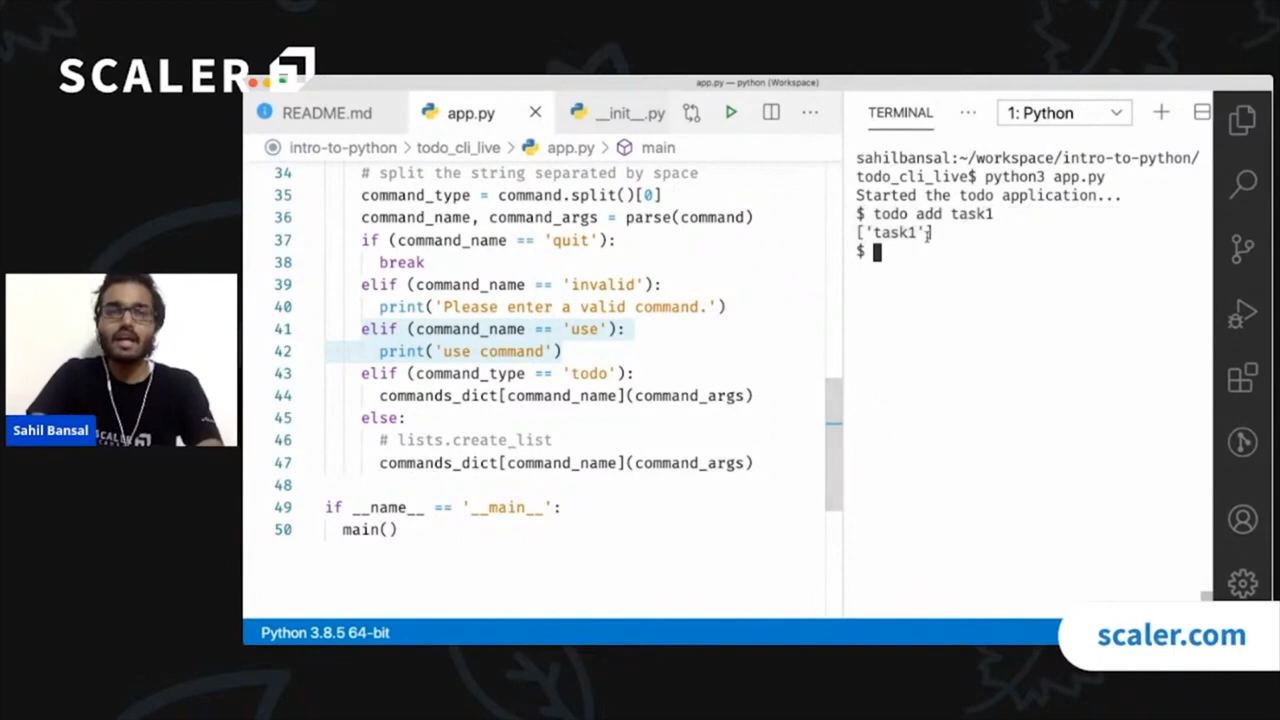 SCALER
app.py — python (Workspace)
README.md
app.py
__init__.py
intro-to-python > todo_cli_live > app.py > main
34 # split the string separated by space
35 command_type = command.split()[0]
36 command_name, command_args = parse(command)
37 if (command_name == 'quit'):
38 break
39 elif (command_name == 'invalid'):
40 print('Please enter a valid command.')
41 elif (command_name == 'use'):
42 print('use command')
43 elif (command_type == 'todo'):
44 commands_dict[command_name](command_args)
45 else:
46 # lists.create_list
47 commands_dict[command_name](command_args)
48
49 if __name__ == '__main__':
50 main()
Python 3.8.5 64-bit
TERMINAL
1: Python
sahilbansal:~/workspace/intro-to-python/
todo_cli_live$ python3 app.py
Started the todo application...
$ todo add task1
['task1']
$
Sahil Bansal
SCALER
scaler.com